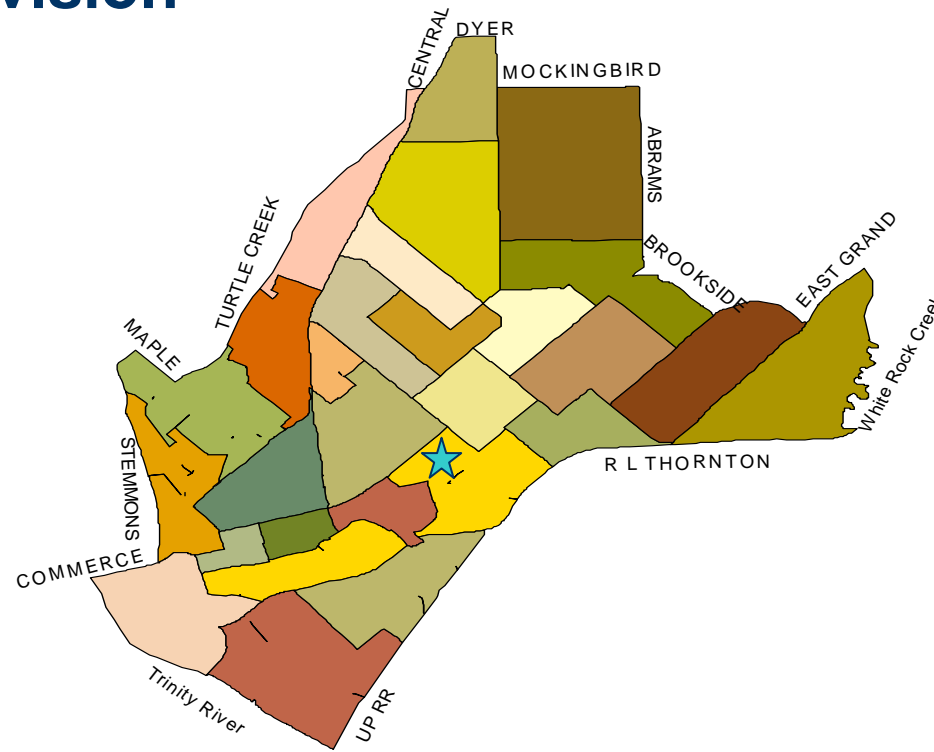 CENTRAL
DYER
MOCKINGBIRD
ABRAMS
TURTLE CREEK
BROOKSIDE
EAST GRAND
White Rock Creek
MAPLE
STEMMONS
R L THORNTON
COMMERCE
Trinity River
UP RR